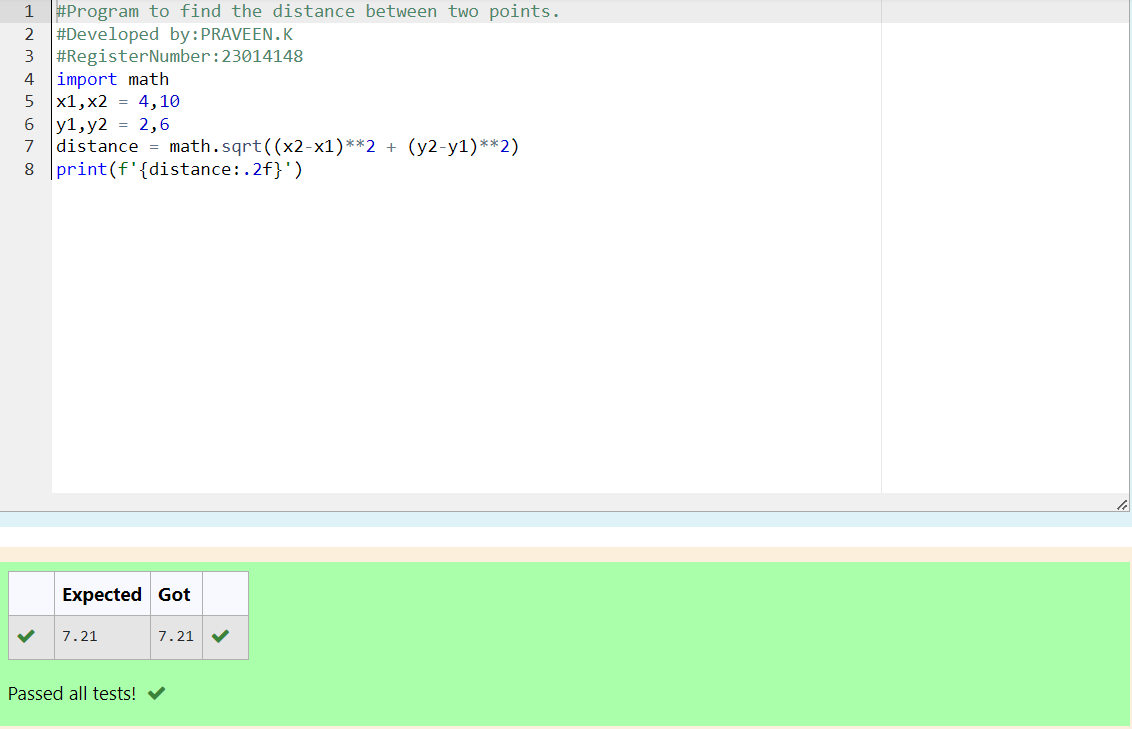 1 #Program to find the distance between two points.
2 #Developed by:PRAVEEN.K
3 #RegisterNumber:23014148
4 import math
5 x1,x2 = 4,10
6 y1,y2 = 2,6
7 distance = math.sqrt((x2-x1)**2 + (y2-y1)**2)
8 print(f'{distance:.2f}')
Expected Got
7.21 7.21
Passed all tests!